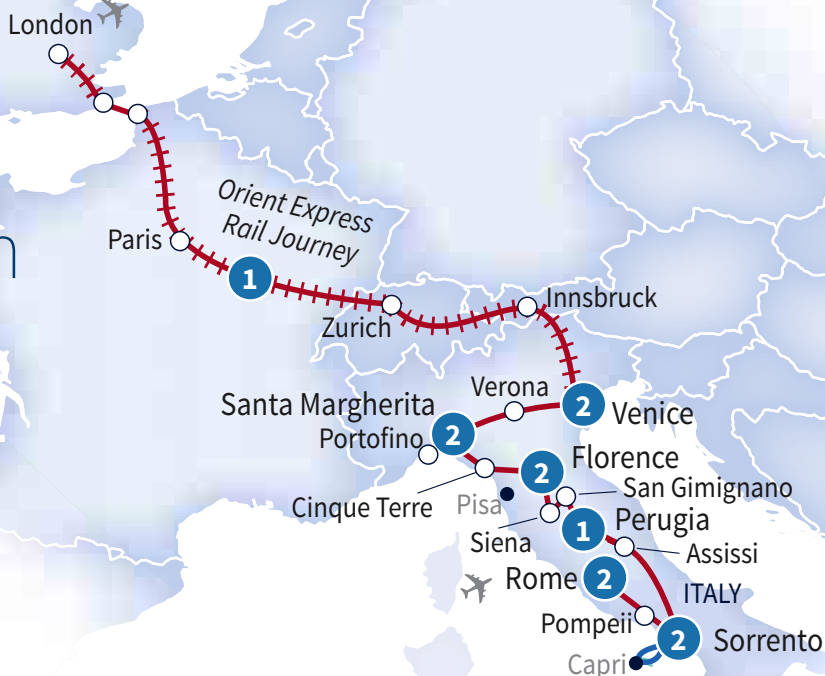 London
Orient Express
Rail Journey
Paris
n
1
Zurich
Innsbruck
Verona
Santa Margherita
2
Venice
2
Portofino
Florence
2
Cinque Terre
Pisa
San Gimignano
Siena
1
Perugia
Assissi
Rome
2
ITALY
Pompeii
2
Sorrento
Capri